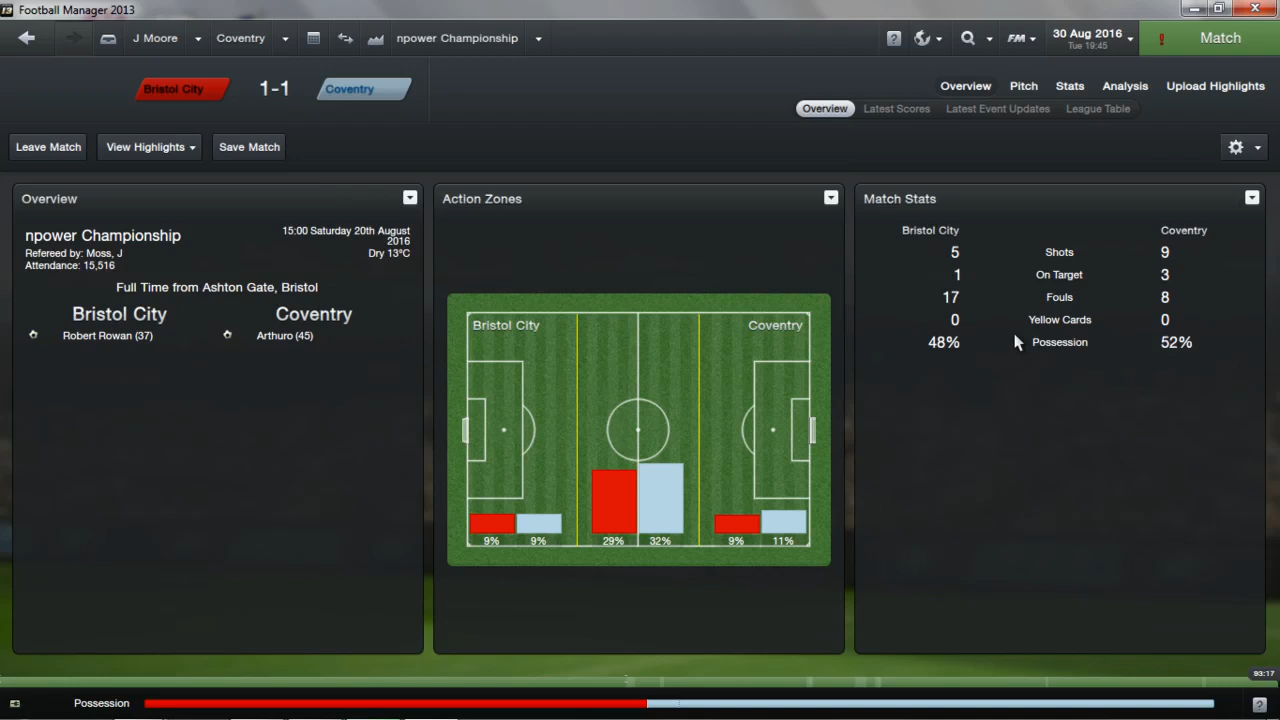 Football Manager 2013
J Moore
Coventry
npower Championship
?
FM
30 Aug 2016
Tue 19:45
!
Match
Bristol City
1-1
Coventry
Overview
Pitch
Stats
Analysis
Upload Highlights
Overview
Latest Scores
Latest Event Updates
League Table
Leave Match
View Highlights
Save Match
Overview
npower Championship
15:00 Saturday 20th August
2016
Refereed by: Moss, J
Dry 13°C
Attendance: 15,516
Full Time from Ashton Gate, Bristol
Bristol City
Coventry
Robert Rowan (37)
Arthuro (45)
Action Zones
Bristol City
Coventry
9%
9%
29%
32%
9%
11%
Match Stats
Bristol City
Coventry
5 Shots 9
1 On Target 3
17 Fouls 8
0 Yellow Cards 0
48% Possession 52%
93:17
Possession
?